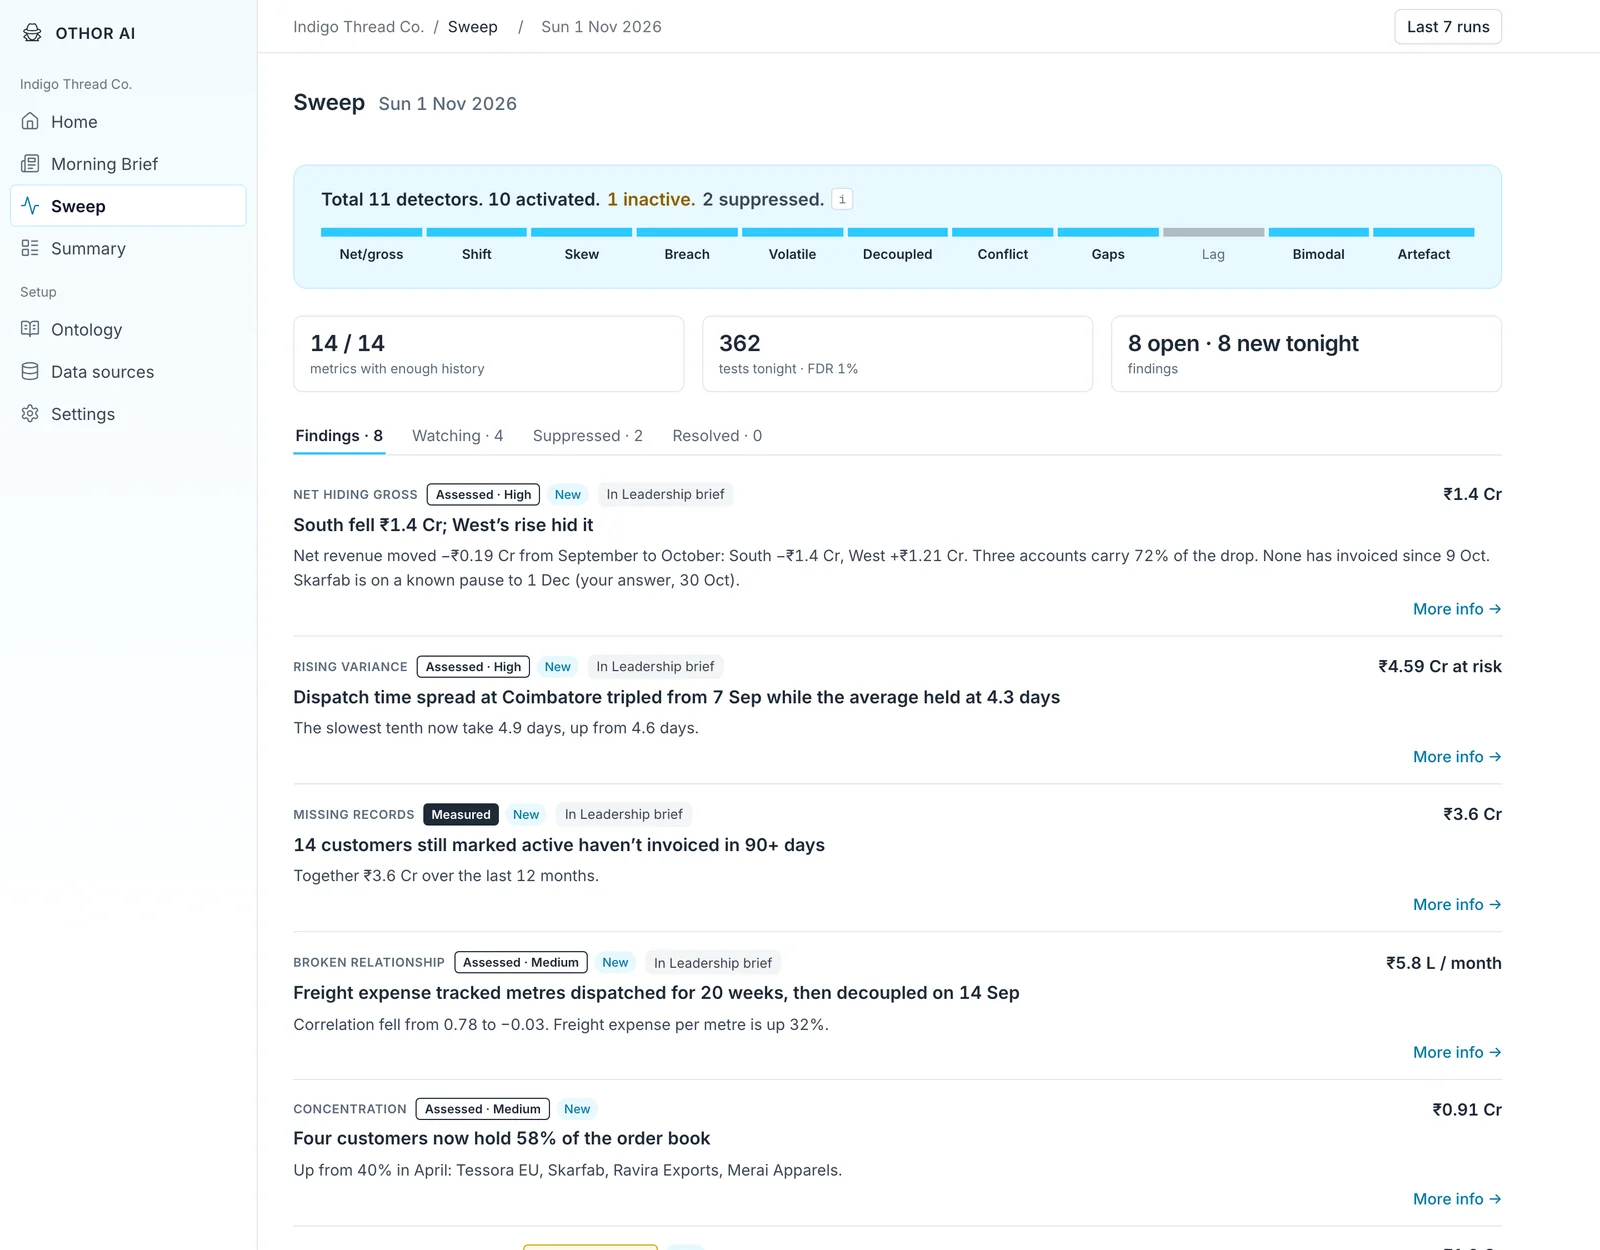 OTHOR AI
Indigo Thread Co.
Home
Morning Brief
Sweep
Summary
Setup
Ontology
Data sources
Settings
Indigo Thread Co. / Sweep / Sun 1 Nov 2026
Last 7 runs
Sweep Sun 1 Nov 2026
Total 11 detectors. 10 activated. 1 inactive. 2 suppressed. i
Net/gross Shift Skew Breach Volatile Decoupled Conflict Gaps Lag Bimodal Artefact
14 / 14
metrics with enough history
362
tests tonight · FDR 1%
8 open · 8 new tonight
findings
Findings · 8 Watching · 4 Suppressed · 2 Resolved · 0
NET HIDING GROSS Assessed · High New In Leadership brief ₹1.4 Cr
South fell ₹1.4 Cr; West’s rise hid it
Net revenue moved −₹0.19 Cr from September to October: South −₹1.4 Cr, West +₹1.21 Cr. Three accounts carry 72% of the drop. None has invoiced since 9 Oct.
Skarfab is on a known pause to 1 Dec (your answer, 30 Oct).
More info →
RISING VARIANCE Assessed · High New In Leadership brief ₹4.59 Cr at risk
Dispatch time spread at Coimbatore tripled from 7 Sep while the average held at 4.3 days
The slowest tenth now take 4.9 days, up from 4.6 days.
More info →
MISSING RECORDS Measured New In Leadership brief ₹3.6 Cr
14 customers still marked active haven’t invoiced in 90+ days
Together ₹3.6 Cr over the last 12 months.
More info →
BROKEN RELATIONSHIP Assessed · Medium New In Leadership brief ₹5.8 L / month
Freight expense tracked metres dispatched for 20 weeks, then decoupled on 14 Sep
Correlation fell from 0.78 to −0.03. Freight expense per metre is up 32%.
More info →
CONCENTRATION Assessed · Medium New ₹0.91 Cr
Four customers now hold 58% of the order book
Up from 40% in April: Tessora EU, Skarfab, Ravira Exports, Merai Apparels.
More info →